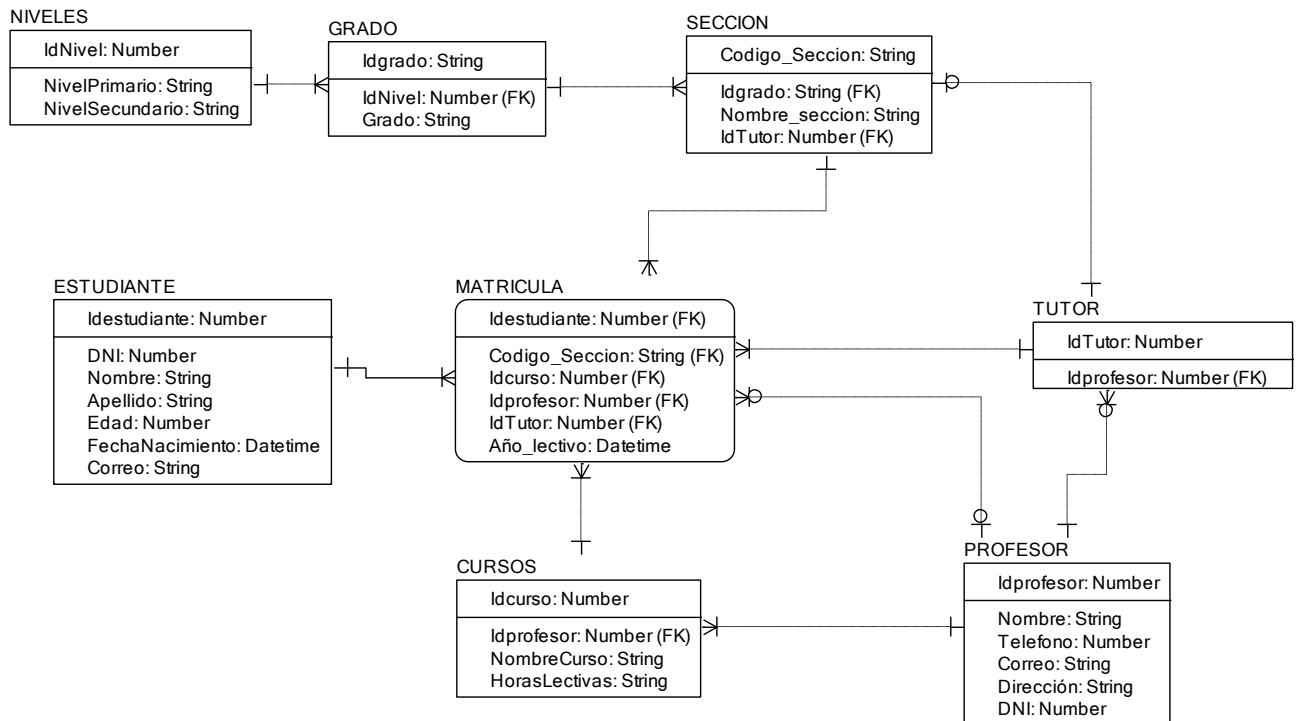 NIVELES
IdNivel: Number
NivelPrimario: String
NivelSecundario: String
GRADO
Idgrado: String
IdNivel: Number (FK)
Grado: String
SECCION
Codigo_Seccion: String
Idgrado: String (FK)
Nombre_seccion: String
IdTutor: Number (FK)
ESTUDIANTE
Idestudiante: Number
DNI: Number
Nombre: String
Apellido: String
Edad: Number
FechaNacimiento: Datetime
Correo: String
MATRICULA
Idestudiante: Number (FK)
Codigo_Seccion: String (FK)
Idcurso: Number (FK)
Idprofesor: Number (FK)
IdTutor: Number (FK)
Año_lectivo: Datetime
TUTOR
IdTutor: Number
Idprofesor: Number (FK)
CURSOS
Idcurso: Number
Idprofesor: Number (FK)
NombreCurso: String
HorasLectivas: String
PROFESOR
Idprofesor: Number
Nombre: String
Telefono: Number
Correo: String
Dirección: String
DNI: Number